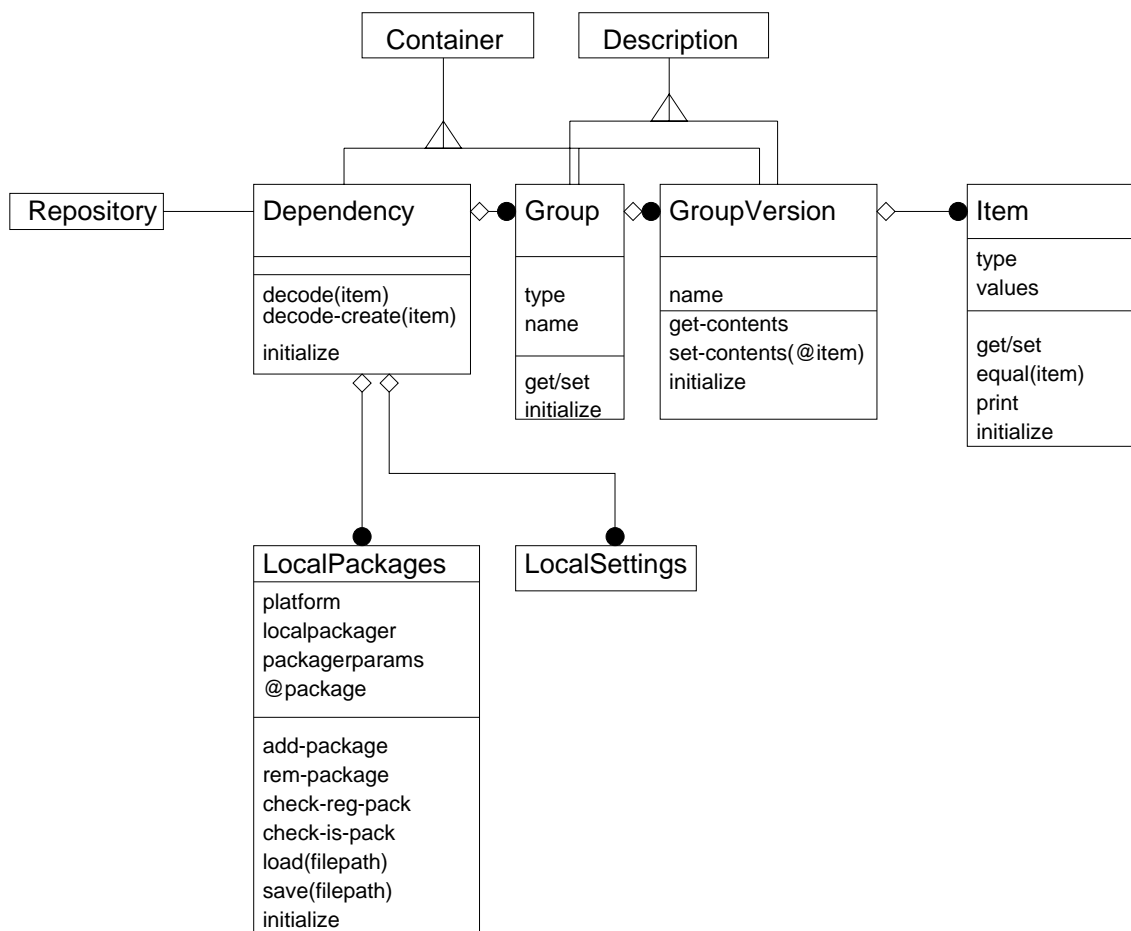 Container
Description
Repository
Dependency
decode(item)
decode-create(item)
initialize
Group
type
name
get/set
initialize
GroupVersion
name
get-contents
set-contents(@item)
initialize
Item
type
values
get/set
equal(item)
print
initialize
LocalPackages
platform
localpackager
packagerparams
@package
add-package
rem-package
check-reg-pack
check-is-pack
load(filepath)
save(filepath)
initialize
LocalSettings